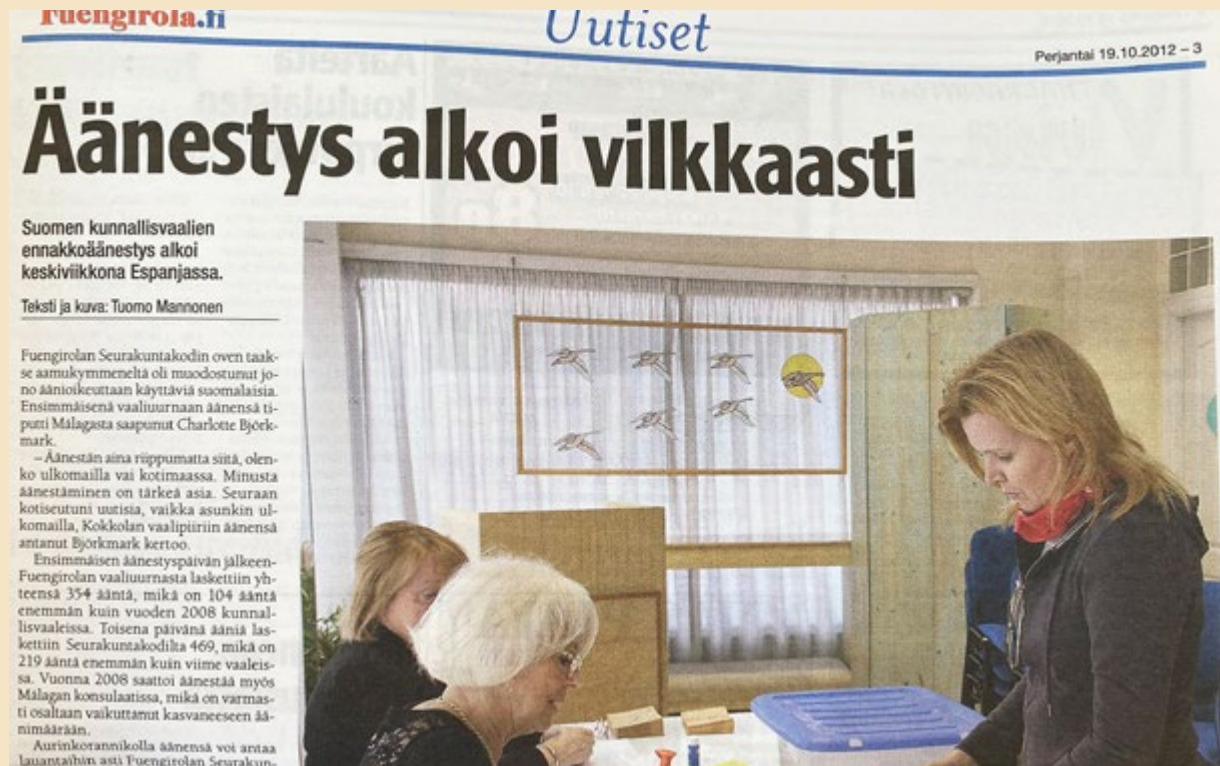 Fuengirola.fi
Uutiset
Perjantai 19.10.2012 – 3
Äänestys alkoi vilkkaasti
Suomen kunnallisvaalien
ennakkoäänestys alkoi
keskiviikkona Espanjassa.
Teksti ja kuva: Tuomo Mannonen
Fuengirolan Seurakuntakodin oven taak-
se aamukymmeneltä oli muodostunut jo-
no äänioikeuttaan käyttäviä suomalaisia.
Ensimmäisenä vaaliuurnaan äänensä ti-
putti Málagasta saapunut Charlotte Björk-
mark.
– Äänestän aina riippumatta siitä, olen-
ko ulkomailla vai kotimaassa. Minusta
äänestäminen on tärkeä asia. Seuraan
kotiseutuni uutisia, vaikka asunkin ul-
komailla, Kokkolan vaalipiiriin äänensä
antanut Björkmark kertoo.
Ensimmäisen äänestyspäivän jälkeen
Fuengirolan vaaliuurnasta laskettiin yh-
teensä 354 ääntä, mikä on 104 ääntä
enemmän kuin vuoden 2008 kunnal-
lisvaaleissa. Toisena päivänä ääniä las-
kettiin Seurakuntakodilta 469, mikä on
219 ääntä enemmän kuin viime vaaleis-
sa. Vuonna 2008 saattoi äänestää myös
Málagan konsulaatissa, mikä on varmas-
ti osaltaan vaikuttanut kasvaneeseen ää-
nimäärään.
Aurinkorannikolla äänensä voi antaa
lauantaihin asti Fuengirolan Seurakun-